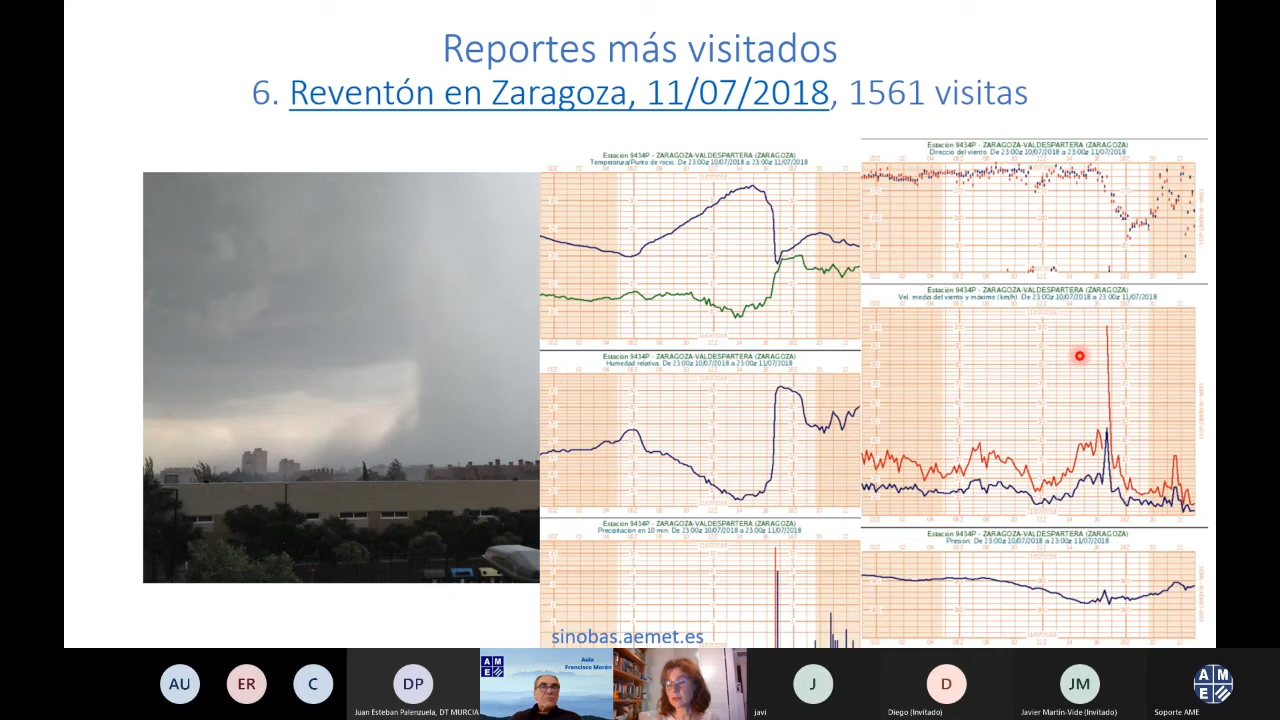 Reportes más visitados
6. Reventón en Zaragoza, 11/07/2018, 1561 visitas
Estación 9434P - ZARAGOZA-VALDESPARTERA (ZARAGOZA)
Temperatura/Punto de rocio. De 23:00z 10/07/2018 a 23:00z 11/07/2018
Estación 9434P - ZARAGOZA-VALDESPARTERA (ZARAGOZA)
Humedad relativa. De 23:00z 10/07/2018 a 23:00z 11/07/2018
Estación 9434P - ZARAGOZA-VALDESPARTERA (ZARAGOZA)
Precipitación en 10 min. De 23:00z 10/07/2018 a 23:00z 11/07/2018
Estación 9434P - ZARAGOZA-VALDESPARTERA (ZARAGOZA)
Dirección del viento. De 23:00z 10/07/2018 a 23:00z 11/07/2018
Estación 9434P - ZARAGOZA-VALDESPARTERA (ZARAGOZA)
Vel. media del viento y maximo (km/h). De 23:00z 10/07/2018 a 23:00z 11/07/2018
Estación 9434P - ZARAGOZA-VALDESPARTERA (ZARAGOZA)
Presión. De 23:00z 10/07/2018 a 23:00z 11/07/2018
sinobas.aemet.es
AU
ER
C
DP
Juan Esteban Palenzuela, DT MURCIA
AME
Aula
Francisco Morán
J
javi
D
Diego (Invitado)
JM
Javier Martín-Vide (Invitado)
AME
Soporte AME